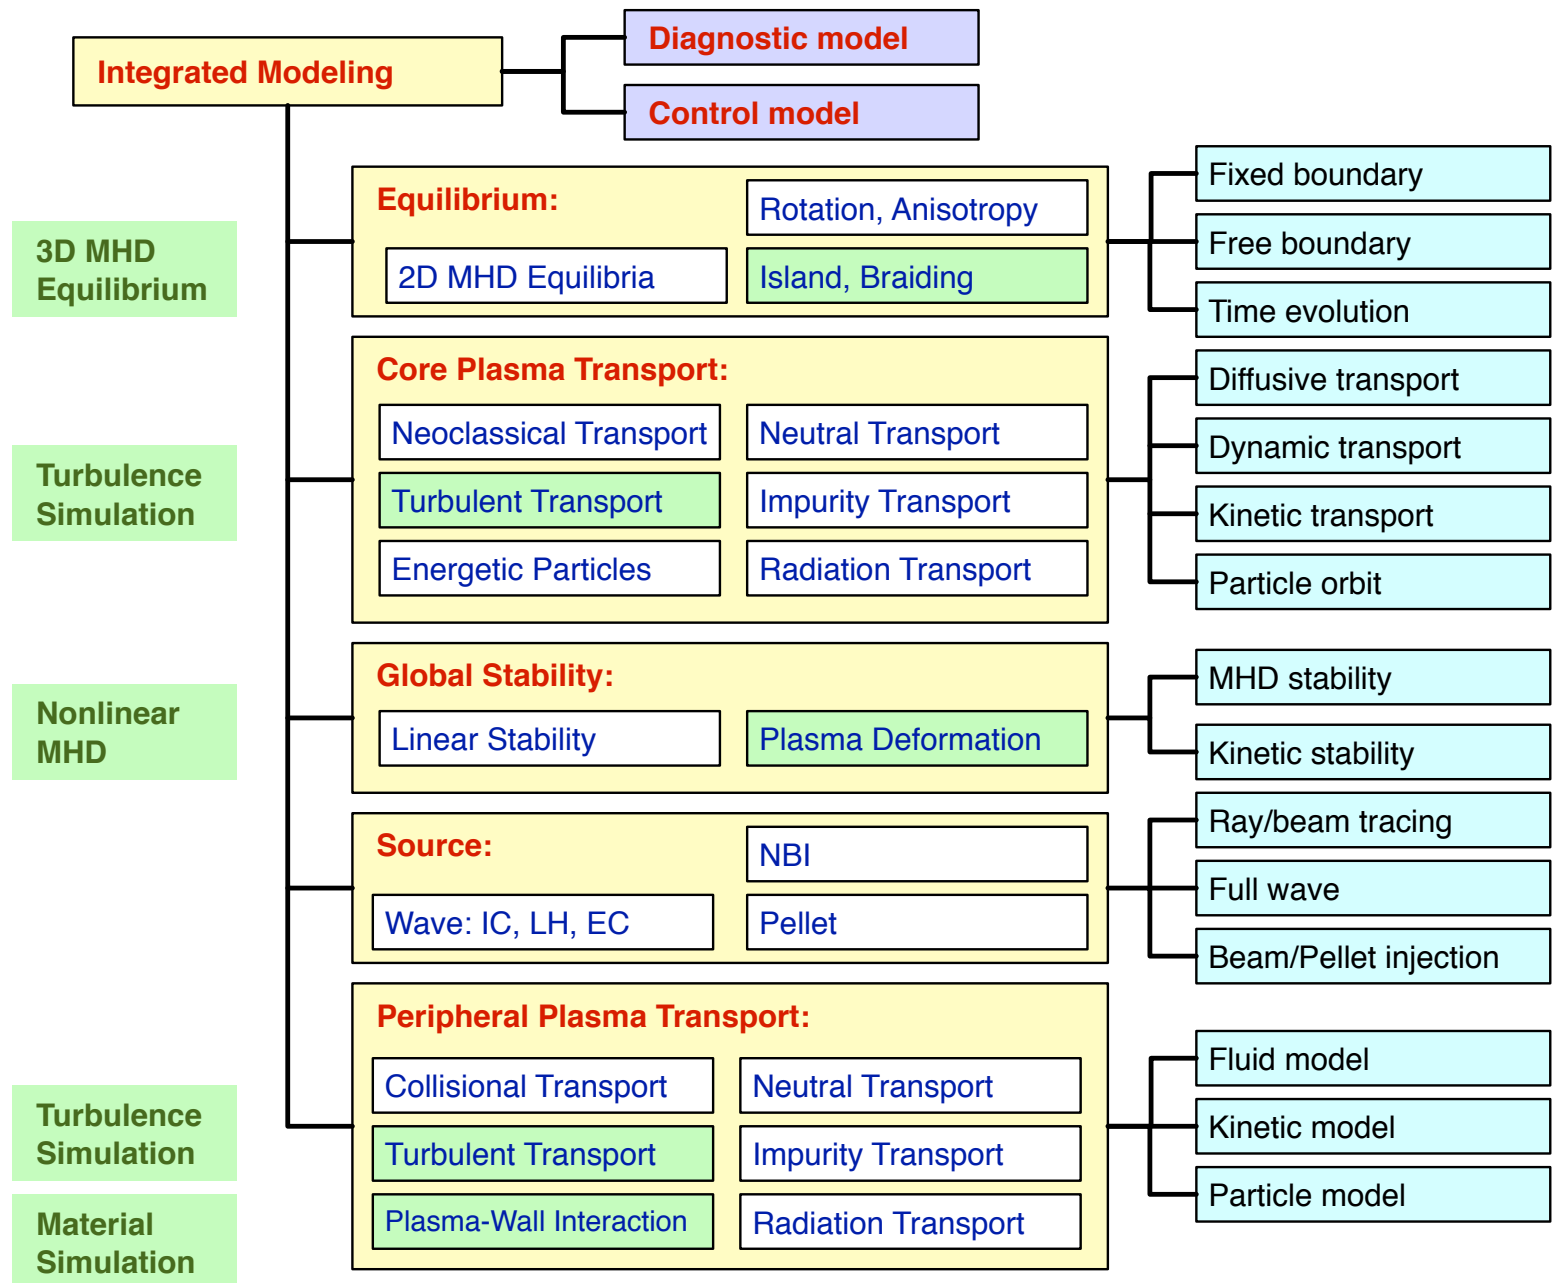 Integrated Modeling
Diagnostic model
Control model
3D MHD
Equilibrium
Equilibrium:
Rotation, Anisotropy
2D MHD Equilibria
Island, Braiding
Fixed boundary
Free boundary
Time evolution
Turbulence
Simulation
Core Plasma Transport:
Neoclassical Transport
Neutral Transport
Turbulent Transport
Impurity Transport
Energetic Particles
Radiation Transport
Diffusive transport
Dynamic transport
Kinetic transport
Particle orbit
Nonlinear
MHD
Global Stability:
Linear Stability
Plasma Deformation
MHD stability
Kinetic stability
Source:
NBI
Wave: IC, LH, EC
Pellet
Ray/beam tracing
Full wave
Beam/Pellet injection
Turbulence
Simulation
Material
Simulation
Peripheral Plasma Transport:
Collisional Transport
Neutral Transport
Turbulent Transport
Impurity Transport
Plasma-Wall Interaction
Radiation Transport
Fluid model
Kinetic model
Particle model